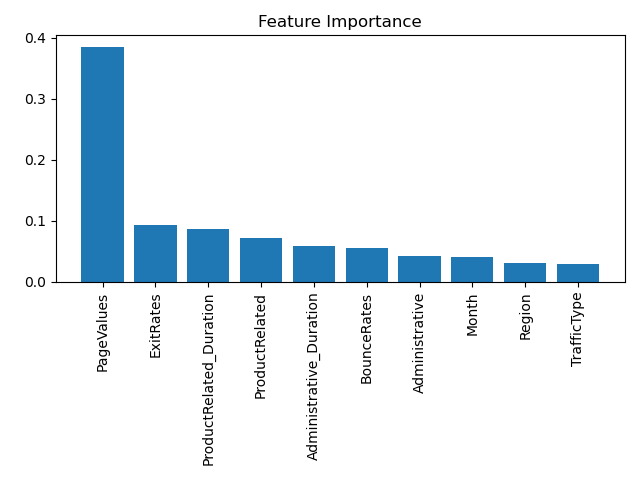 Feature Importance
0.4
0.3
0.2
0.1
0.0
PageValues
ExitRates
ProductRelated_Duration
ProductRelated
Administrative_Duration
BounceRates
Administrative
Month
Region
TrafficType